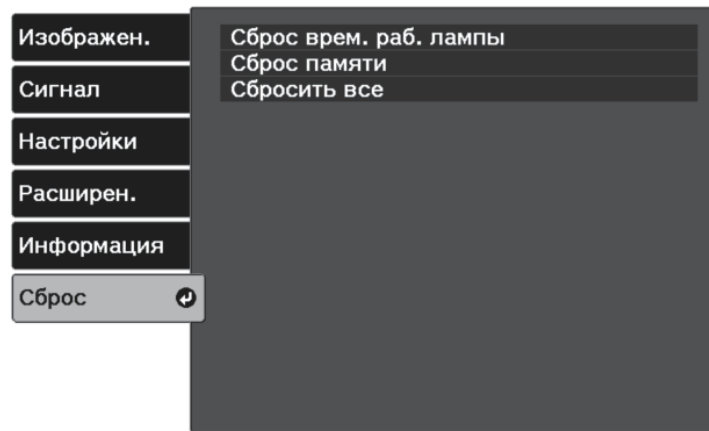 Изображен.
Сигнал
Настройки
Расширен.
Информация
Сброс
Сброс врем. раб. лампы
Сброс памяти
Сбросить все